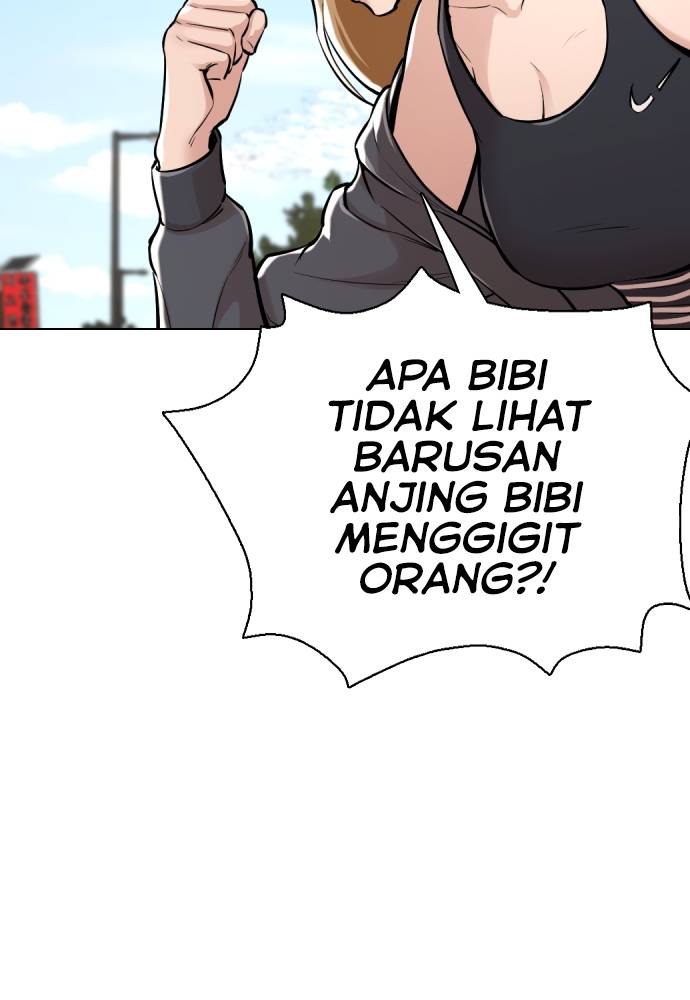 APA BIBI
TIDAK LIHAT
BARUSAN
ANJING BIBI
MENGGIGIT
ORANG?!